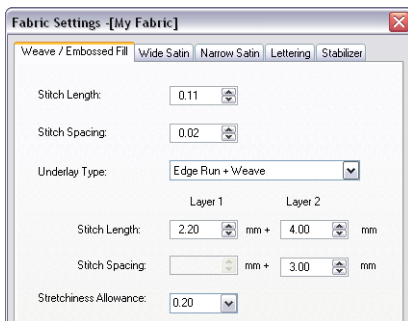 Fabric Settings -[My Fabric]
Weave / Embossed Fill Wide Satin Narrow Satin Lettering Stabilizer
Stitch Length: 0.11
Stitch Spacing: 0.02
Underlay Type: Edge Run + Weave
Layer 1 Layer 2
Stitch Length: 2.20 mm + 4.00 mm
Stitch Spacing: mm + 3.00 mm
Stretchiness Allowance: 0.20